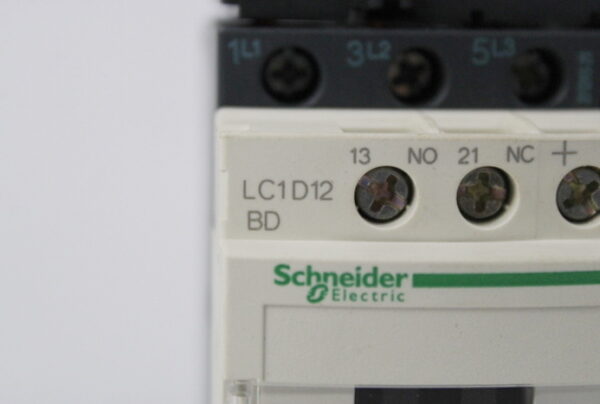 1L1 3L2 5L3
13 NO 21 NC +
LC1D12
BD
Schneider
Electric